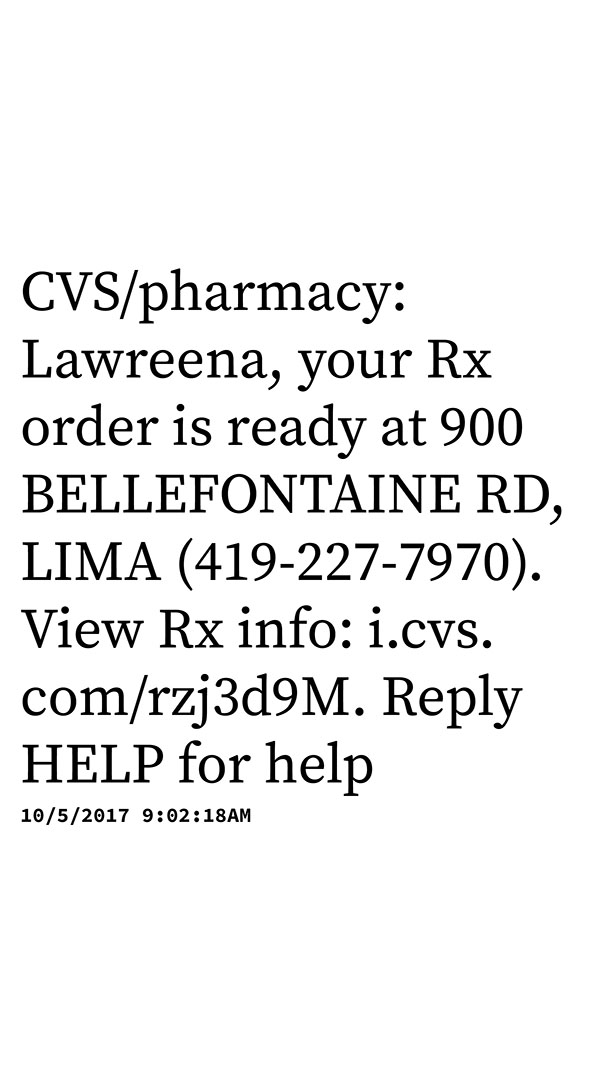 CVS/pharmacy:
Lawreena, your Rx
order is ready at 900
BELLEFONTAINE RD,
LIMA (419-227-7970).
View Rx info: i.cvs.
com/rzj3d9M. Reply
HELP for help
10/5/2017 9:02:18AM